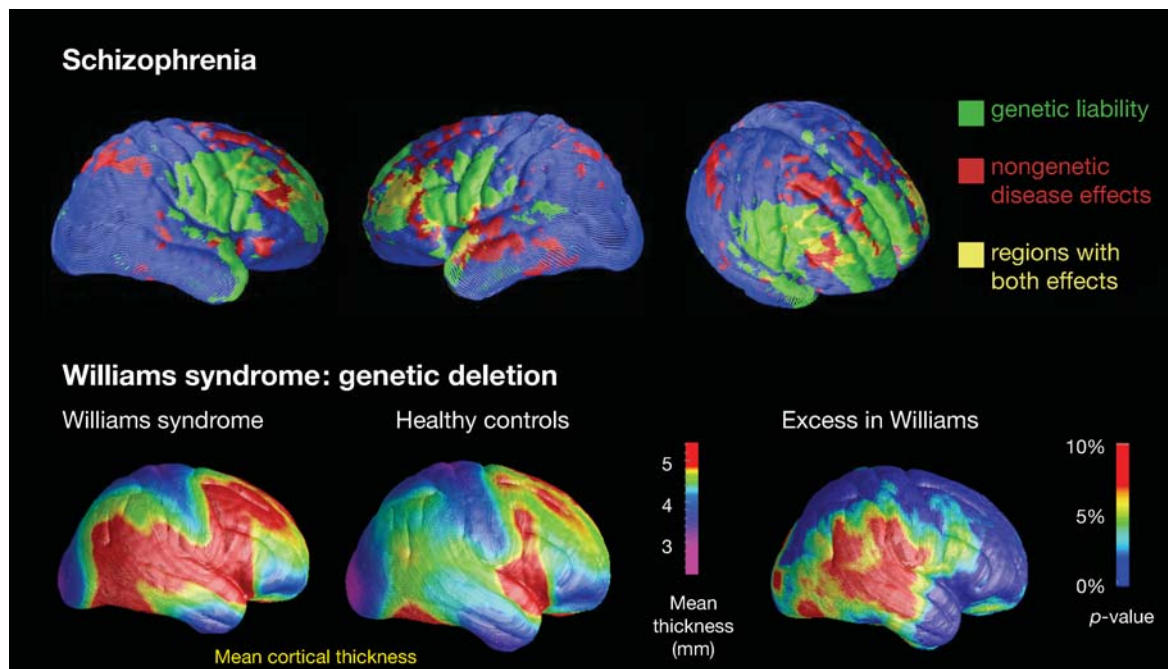 Schizophrenia
genetic liability
nongenetic
disease effects
regions with
both effects
Williams syndrome: genetic deletion
Williams syndrome
Healthy controls
Excess in Williams
5
4
3
Mean
thickness
(mm)
10%
5%
0%
p-value
Mean cortical thickness